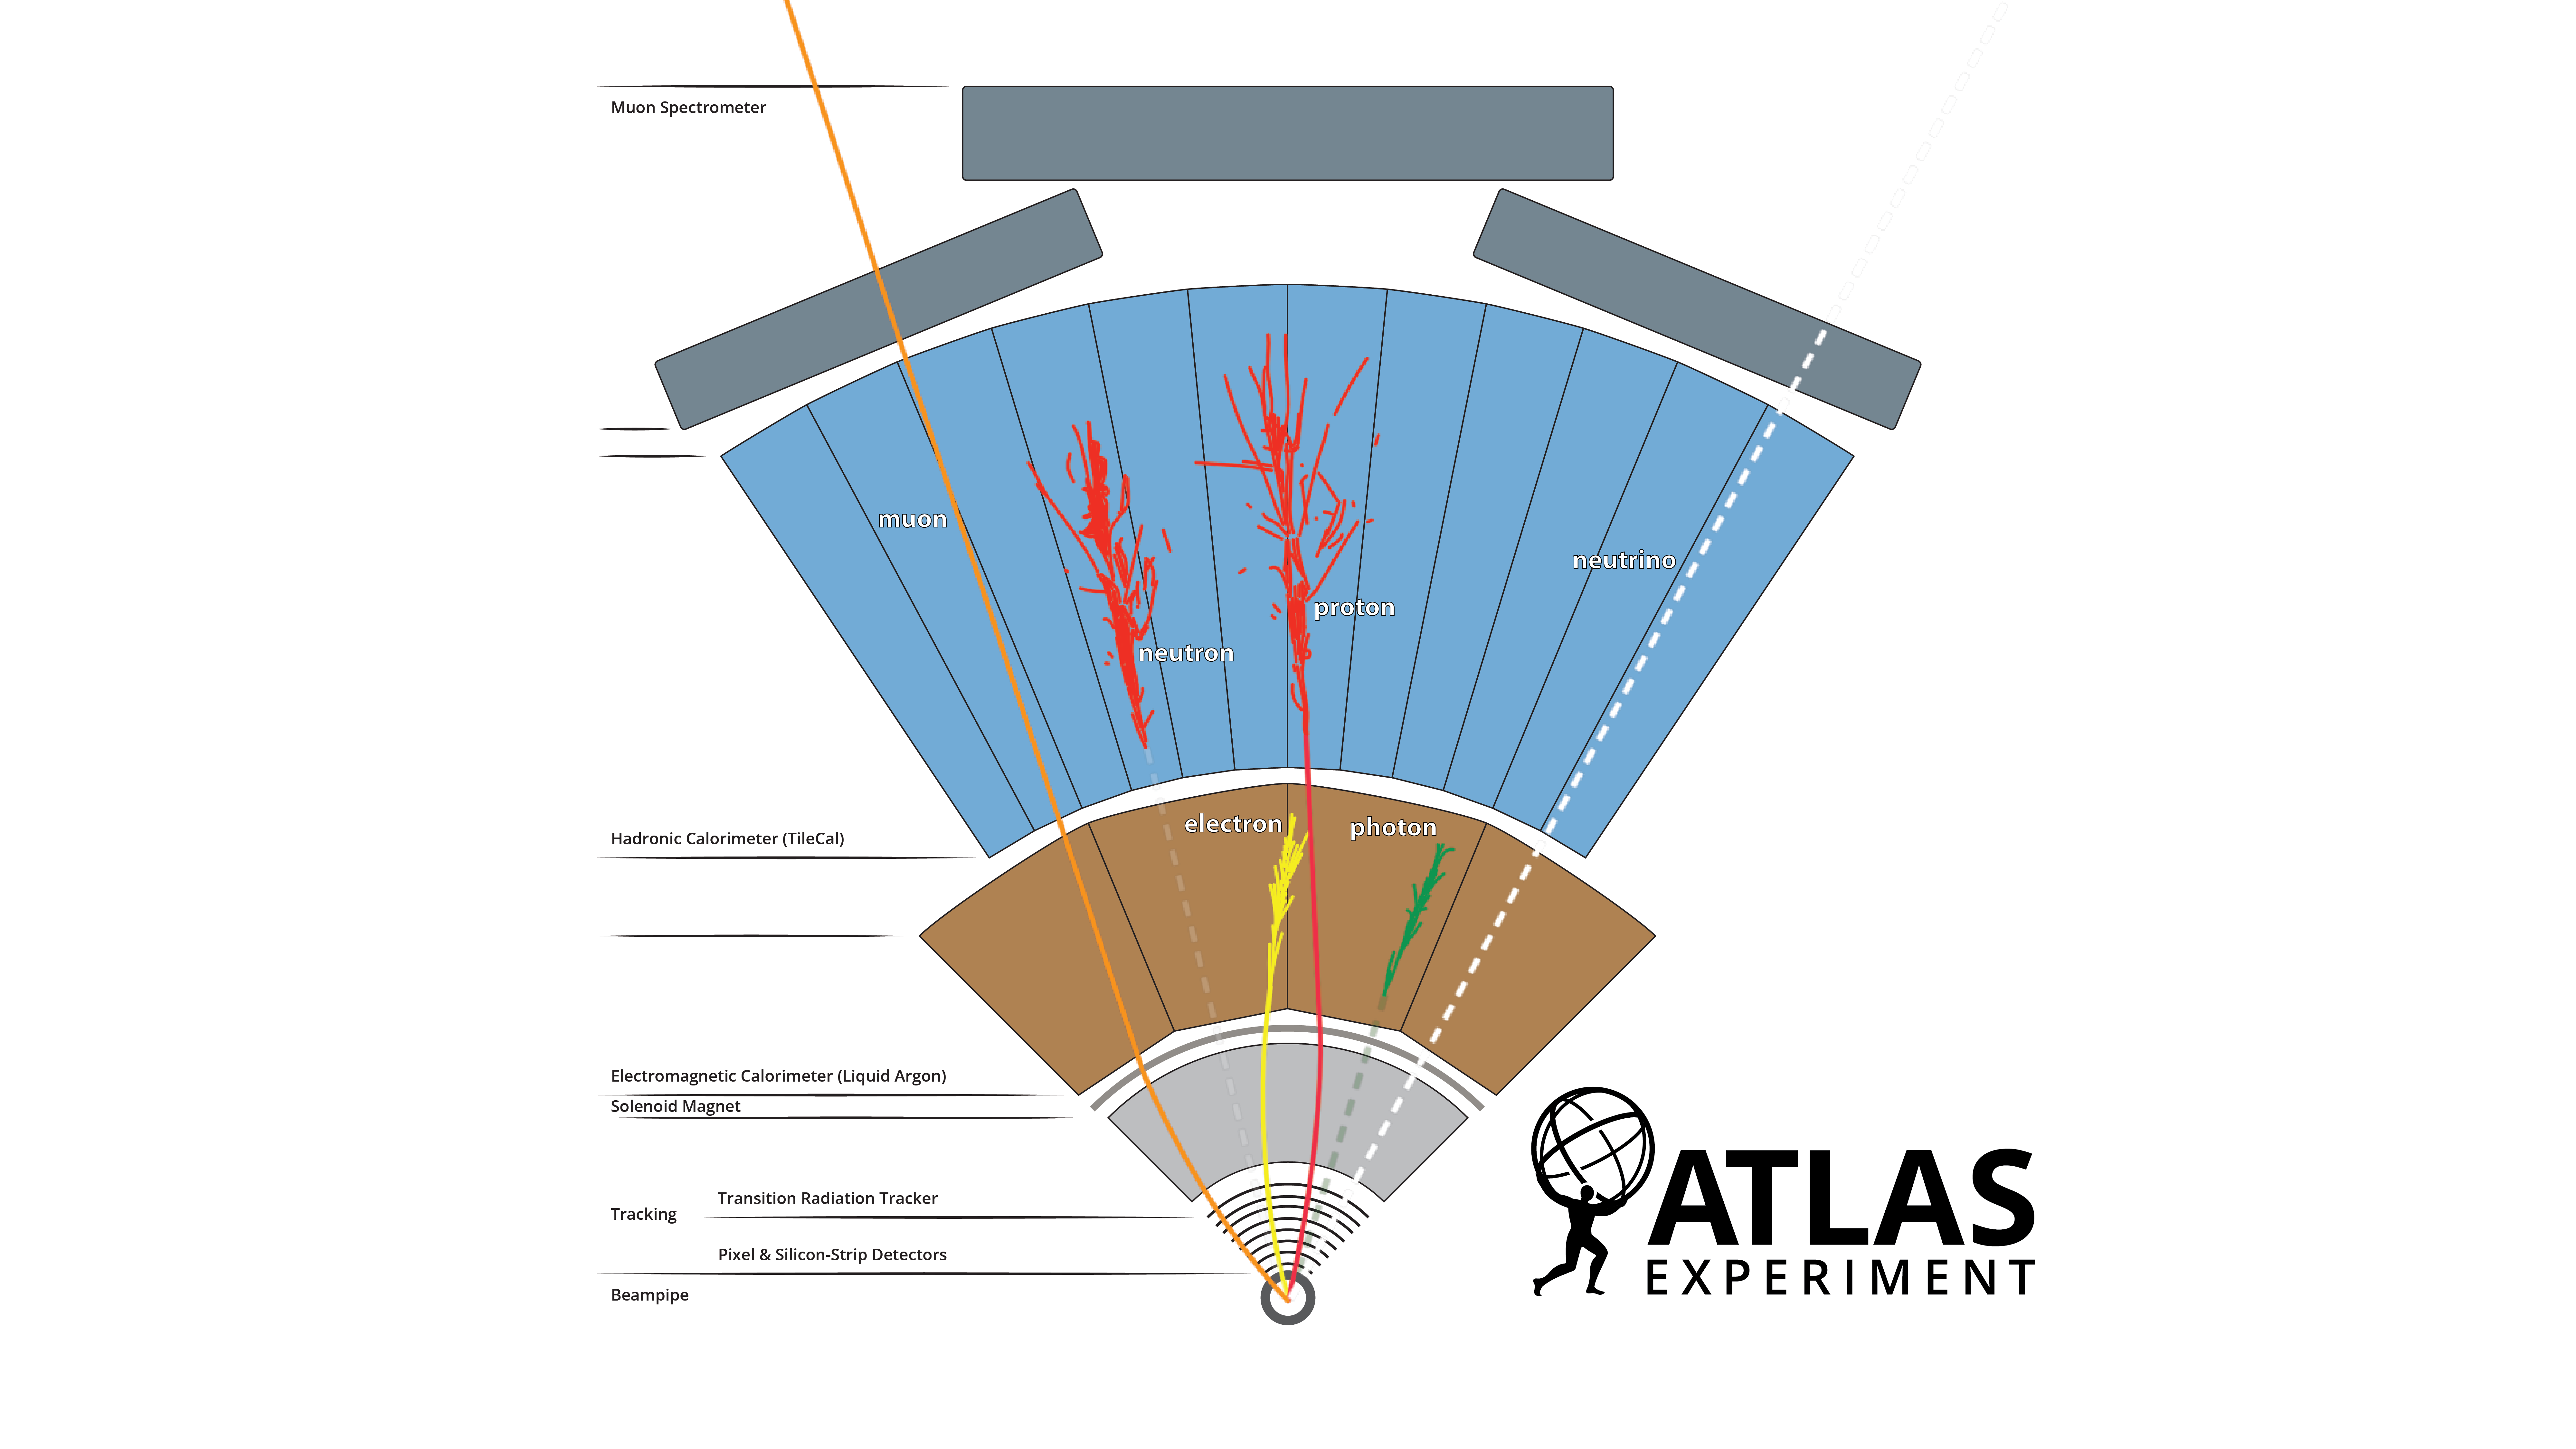 Muon Spectrometer
muon
neutrino
proton
neutron
electron
photon
Hadronic Calorimeter (TileCal)
Electromagnetic Calorimeter (Liquid Argon)
Solenoid Magnet
Transition Radiation Tracker
Tracking
Pixel & Silicon-Strip Detectors
Beampipe
ATLAS
EXPERIMENT